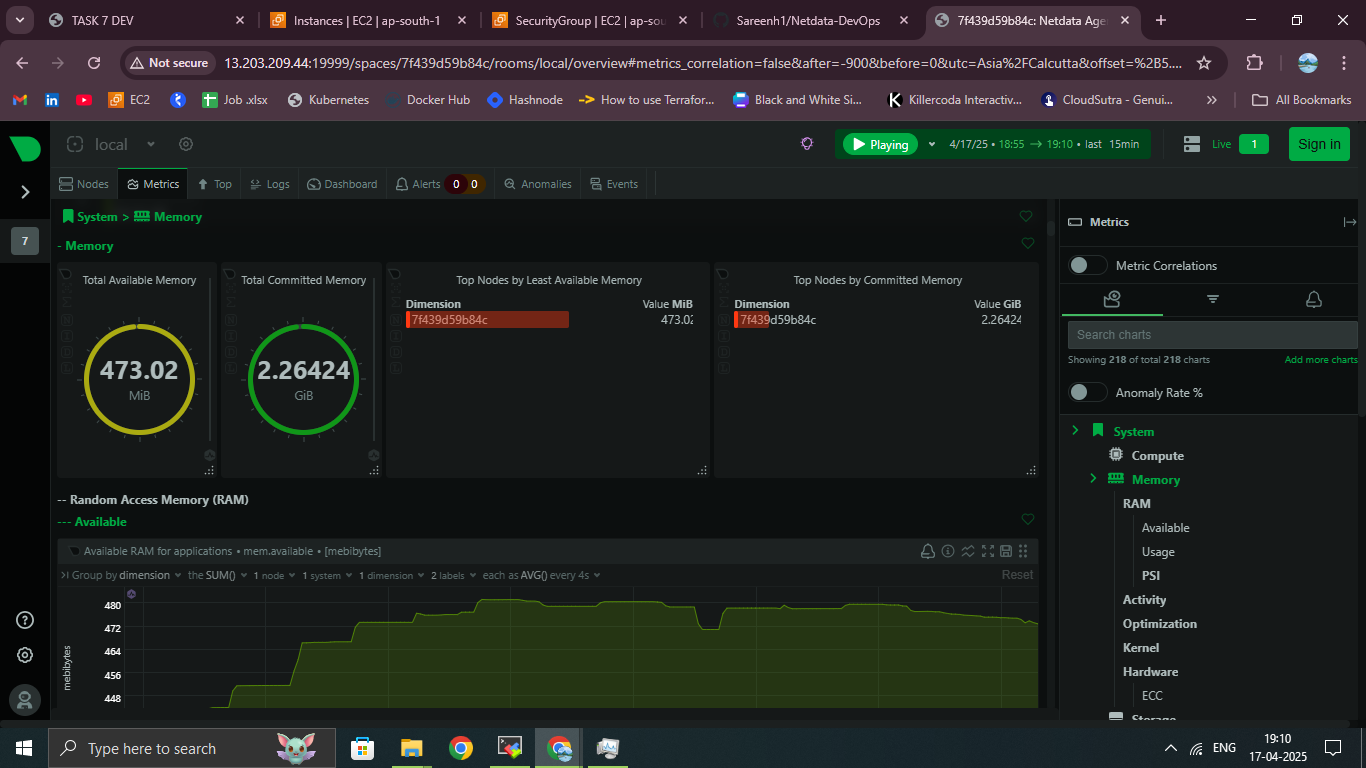 TASK 7 DEV
Instances | EC2 | ap-south-1
SecurityGroup | EC2 | ap-sou
Sareenh1/Netdata-DevOps
7f439d59b84c: Netdata Age
Not secure
13.203.209.44:19999/spaces/7f439d59b84c/rooms/local/overview#metrics_correlation=false&after=-900&before=0&utc=Asia%2FCalcutta&offset=%2B5....
EC2
Job .xlsx
Kubernetes
Docker Hub
Hashnode
How to use Terrafor...
Black and White Si...
Killercoda Interactiv...
CloudSutra - Genui...
All Bookmarks
local
Playing
4/17/25 • 18:55 → 19:10 • last 15min
Live
1
Sign in
Nodes
Metrics
Top
Logs
Dashboard
Alerts 0 0
Anomalies
Events
7
System > Memory
- Memory
Total Available Memory
473.02
MiB
Total Committed Memory
2.26424
GiB
Top Nodes by Least Available Memory
Dimension Value MiB
7f439d59b84c 473.02
Top Nodes by Committed Memory
Dimension Value GiB
7f439d59b84c 2.26424
-- Random Access Memory (RAM)
--- Available
Available RAM for applications • mem.available • [mebibytes]
Group by dimension the SUM() 1 node 1 system 1 dimension 2 labels each as AVG() every 4s Reset
mebibytes
480
472
464
456
448
Metrics
Metric Correlations
Search charts
Showing 218 of total 218 charts Add more charts
Anomaly Rate %
System
Compute
Memory
RAM
Available
Usage
PSI
Activity
Optimization
Kernel
Hardware
ECC
Storage
Type here to search
ENG
19:10
17-04-2025